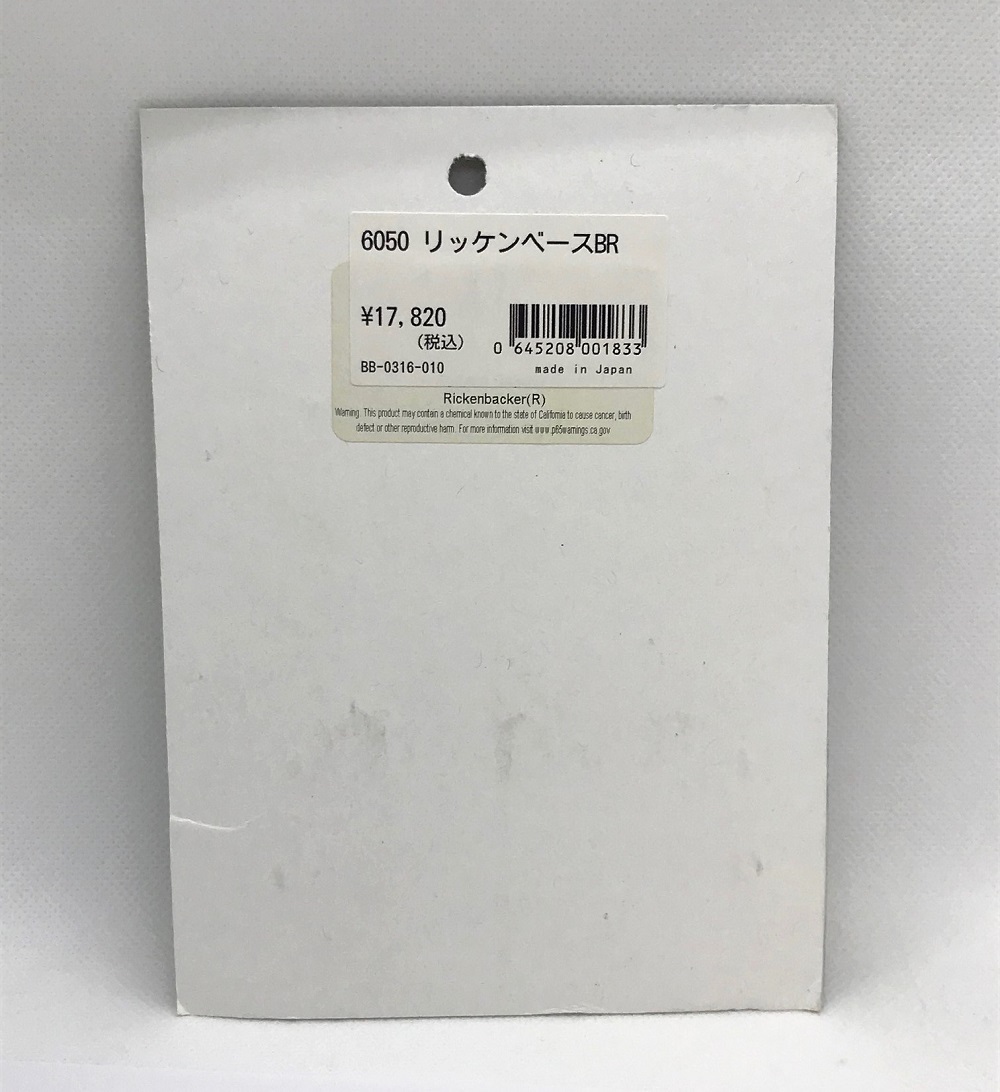 6050 リッケンベースBR
¥17,820
(税込)
0 645208 001833
BB-0316-010
made in Japan
Rickenbacker(R)
Warning. This product may contain a chemical known to the state of California to cause cancer, birth
defect or other reproductive harm. For more information visit www.p65warnings.ca.gov